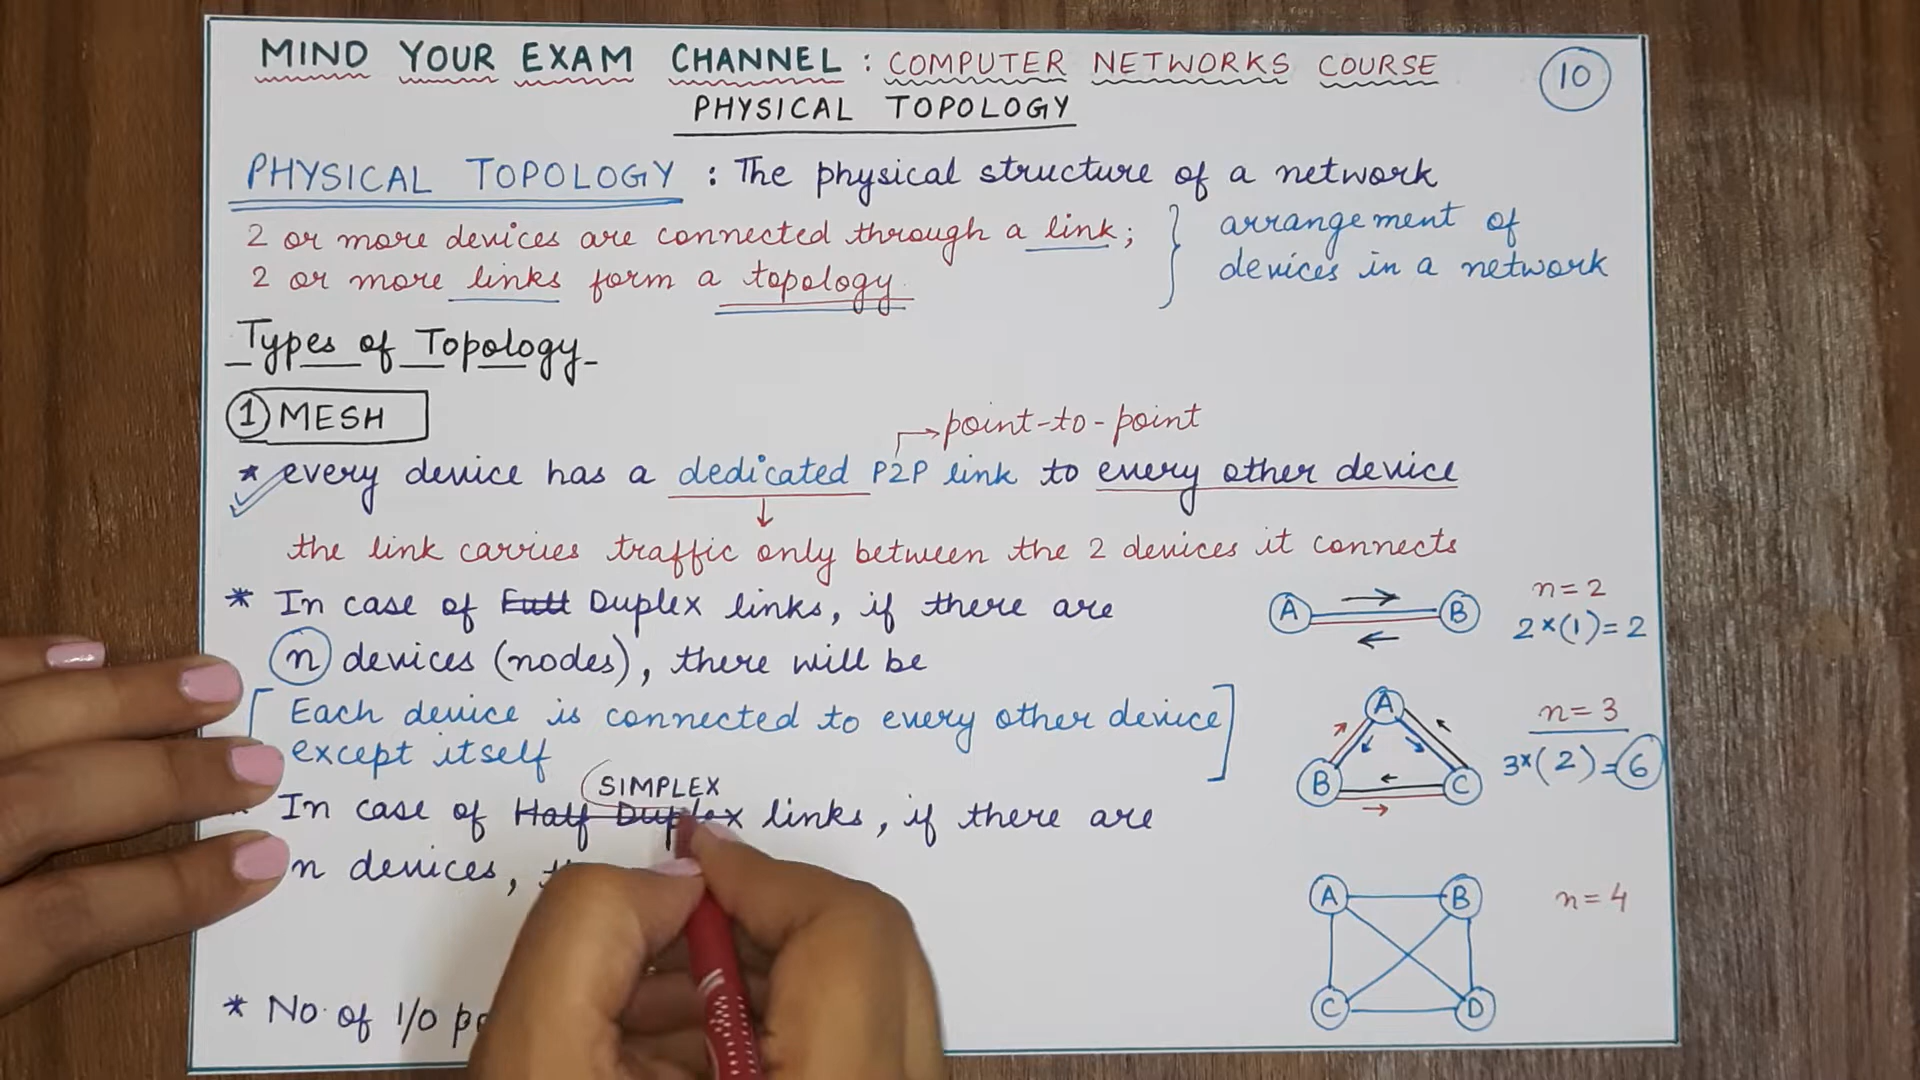 MIND YOUR EXAM CHANNEL : COMPUTER NETWORKS COURSE
10
PHYSICAL TOPOLOGY
PHYSICAL TOPOLOGY : The physical structure of a network
2 or more devices are connected through a link;
2 or more links form a topology
arrangement of
devices in a network
Types of Topology
1 MESH
point-to-point
* every device has a dedicated P2P link to every other device
the link carries traffic only between the 2 devices it connects
* In case of Full Duplex links, if there are
n devices (nodes), there will be
[Each device is connected to every other device
except itself]
SIMPLEX
In case of Half Duplex links, if there are
n devices,
* No. of I/O
A B
n=2
2*(1)=2
A
B C
n=3
3*(2)=6
A B
C D
n=4